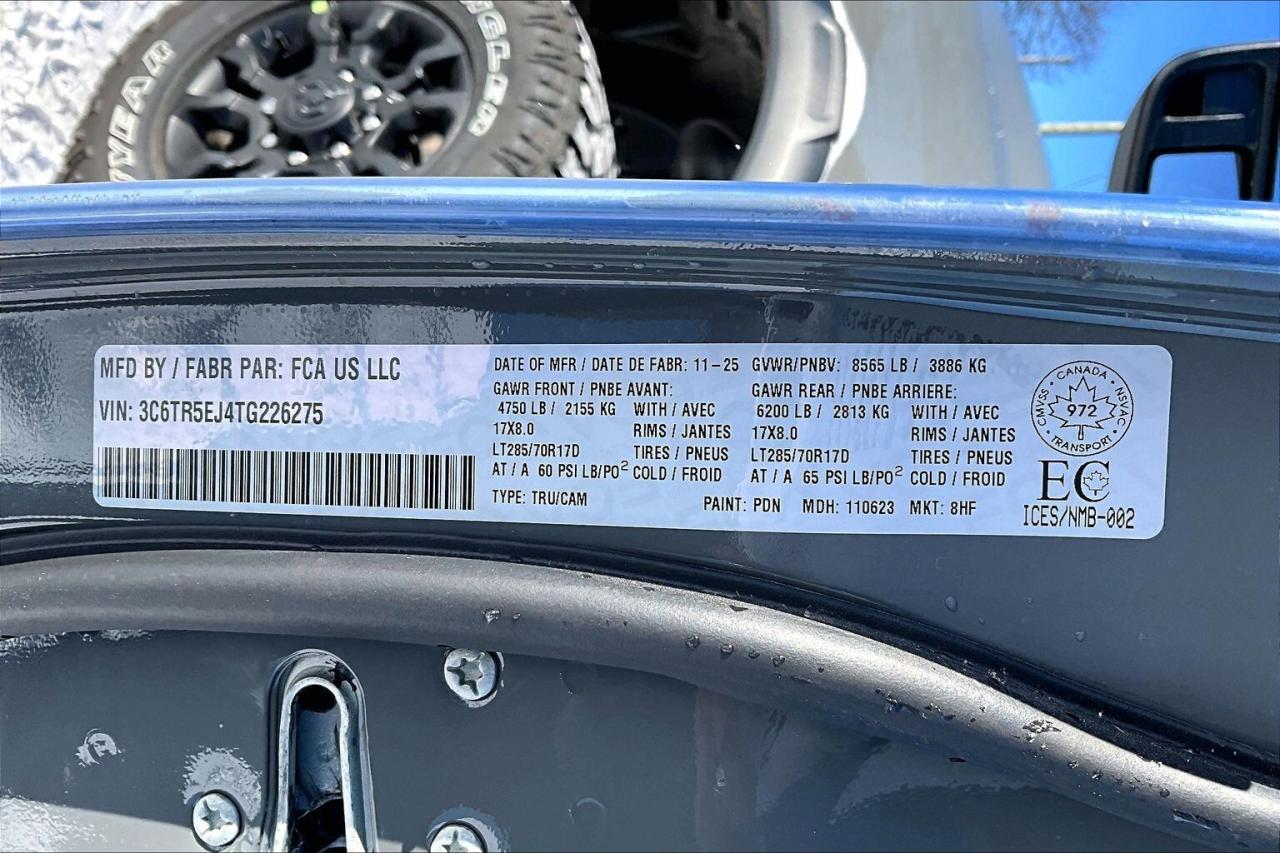 YEAR
MFD BY / FABR PAR: FCA US LLC
VIN: 3C6TR5EJ4TG226275
DATE OF MFR / DATE DE FABR: 11-25 GVWR/PNBV: 8565 LB / 3886 KG
GAWR FRONT / PNBE AVANT: GAWR REAR / PNBE ARRIERE:
4750 LB / 2155 KG WITH / AVEC 6200 LB / 2813 KG WITH / AVEC
17X8.0 RIMS / JANTES 17X8.0 RIMS / JANTES
LT285/70R17D TIRES / PNEUS LT285/70R17D TIRES / PNEUS
AT / A 60 PSI LB/PO² COLD / FROID AT / A 65 PSI LB/PO² COLD / FROID
TYPE: TRU/CAM PAINT: PDN MDH: 110623 MKT: 8HF
CANADA
CMVSS · NSVAC
972
TRANSPORT
EC
ICES/NMB-002